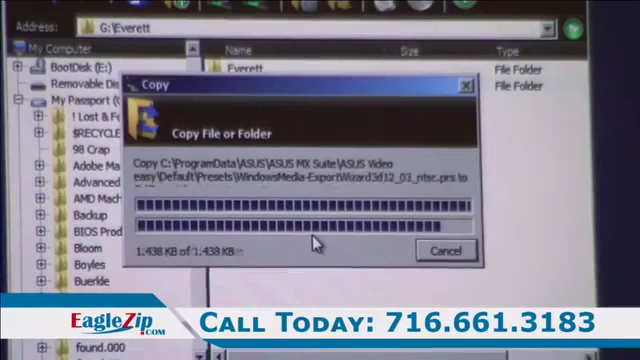 Address: G:\Everett
My Computer
Name Size Type
BootDisk (E:)
Everett File Folder
Removable Dis
File Folder
My Passport (
! Lost & Fo
$RECYCLE
98 Crap
Adobe Ma
Advanced
AMD Mach
Backup
BIOS Prod
Bloom
Boyles
Buerkle
found.000
Copy
Copy File or Folder
Copy C:\ProgramData\ASUS\ASUS MX Suite\ASUS Video
easy\Default\Presets\WindowsMedia-ExportWizard3d12_03_ntsc.prs to
1,438 KB of 1,438 KB
Cancel
EagleZip.com
Call Today: 716.661.3183